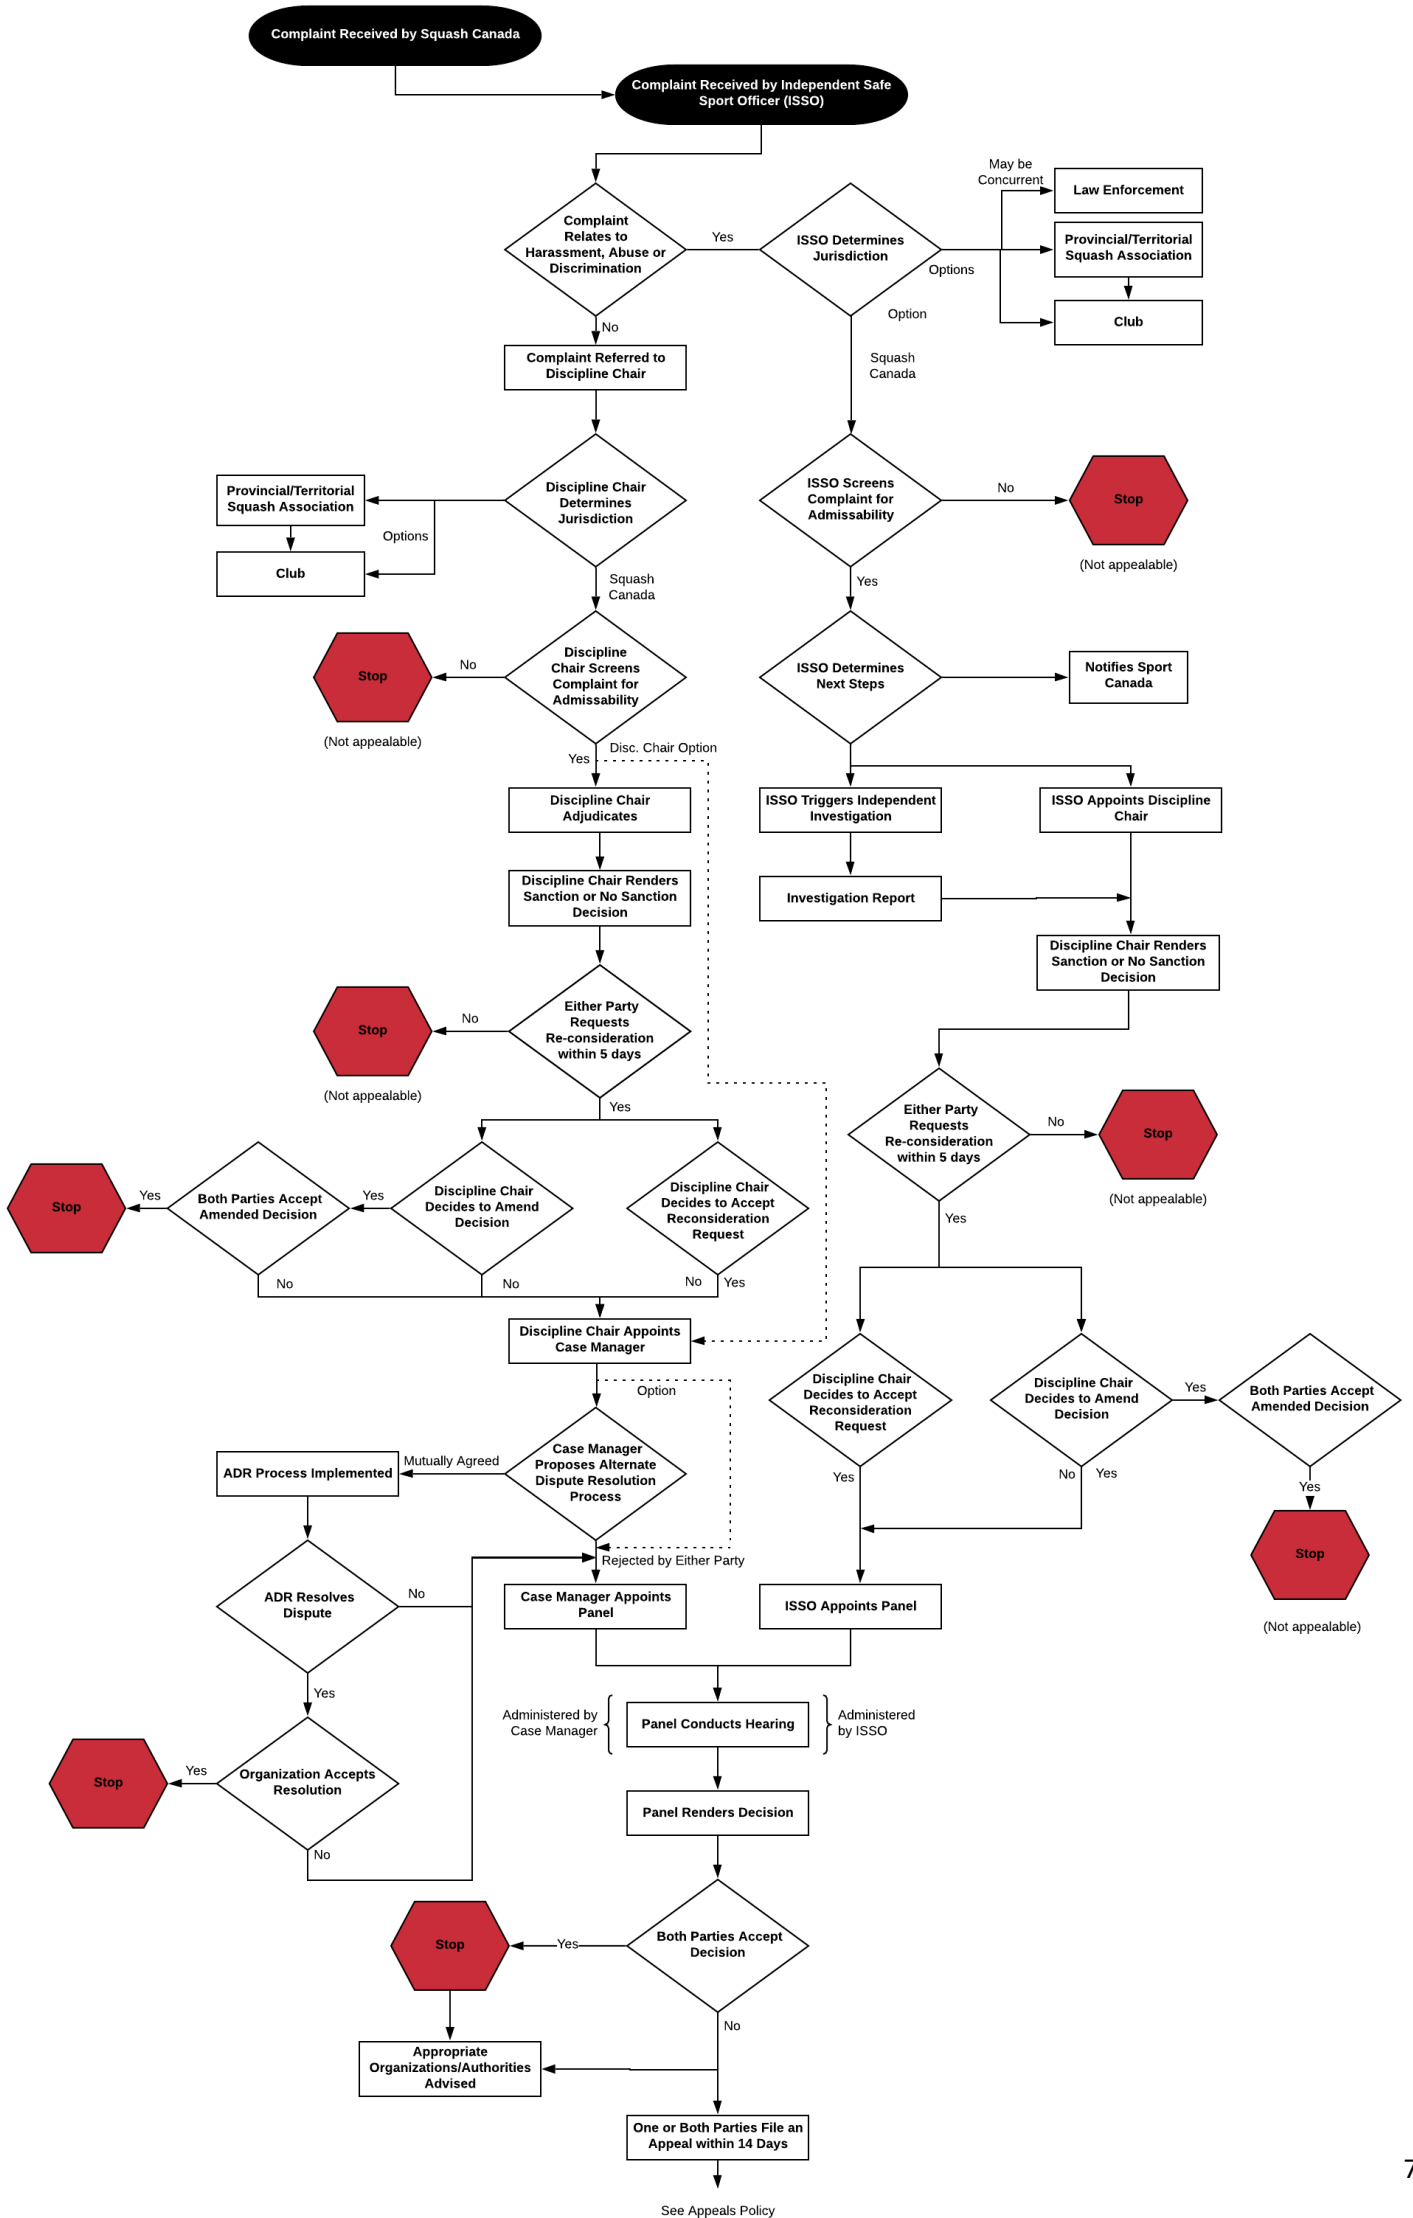 Complaint Received by Squash Canada
Complaint Received by Independent Safe
Sport Officer (ISSO)
May be
Concurrent
Law Enforcement
Complaint
Relates to
Harassment, Abuse or
Discrimination
Yes
ISSO Determines
Jurisdiction
Options
Provincial/Territorial
Squash Association
Club
No
Option
Squash
Canada
Complaint Referred to
Discipline Chair
Provincial/Territorial
Squash Association
Options
Club
Discipline Chair
Determines
Jurisdiction
ISSO Screens
Complaint for
Admissability
No
Stop
(Not appealable)
Squash
Canada
Yes
Stop
(Not appealable)
No
Discipline
Chair Screens
Complaint for
Admissability
ISSO Determines
Next Steps
Notifies Sport
Canada
Yes
Disc. Chair Option
Discipline Chair
Adjudicates
ISSO Triggers Independent
Investigation
ISSO Appoints Discipline
Chair
Discipline Chair Renders
Sanction or No Sanction
Decision
Investigation Report
Discipline Chair Renders
Sanction or No Sanction
Decision
Stop
(Not appealable)
No
Either Party
Requests
Re-consideration
within 5 days
Yes
Either Party
Requests
Re-consideration
within 5 days
No
Stop
(Not appealable)
Yes
Stop
Yes
Both Parties Accept
Amended Decision
Yes
Discipline Chair
Decides to Amend
Decision
Discipline Chair
Decides to Accept
Reconsideration
Request
No
No
No
Yes
Discipline Chair Appoints
Case Manager
Option
Discipline Chair
Decides to Accept
Reconsideration
Request
Discipline Chair
Decides to Amend
Decision
Yes
Both Parties Accept
Amended Decision
Yes
No
Yes
Yes
Stop
(Not appealable)
ADR Process Implemented
Mutually Agreed
Case Manager
Proposes Alternate
Dispute Resolution
Process
Rejected by Either Party
ADR Resolves
Dispute
No
Case Manager Appoints
Panel
ISSO Appoints Panel
Yes
Administered by
Case Manager
Panel Conducts Hearing
Administered
by ISSO
Stop
Yes
Organization Accepts
Resolution
No
Panel Renders Decision
Stop
Yes
Both Parties Accept
Decision
No
Appropriate
Organizations/Authorities
Advised
One or Both Parties File an
Appeal within 14 Days
See Appeals Policy
7